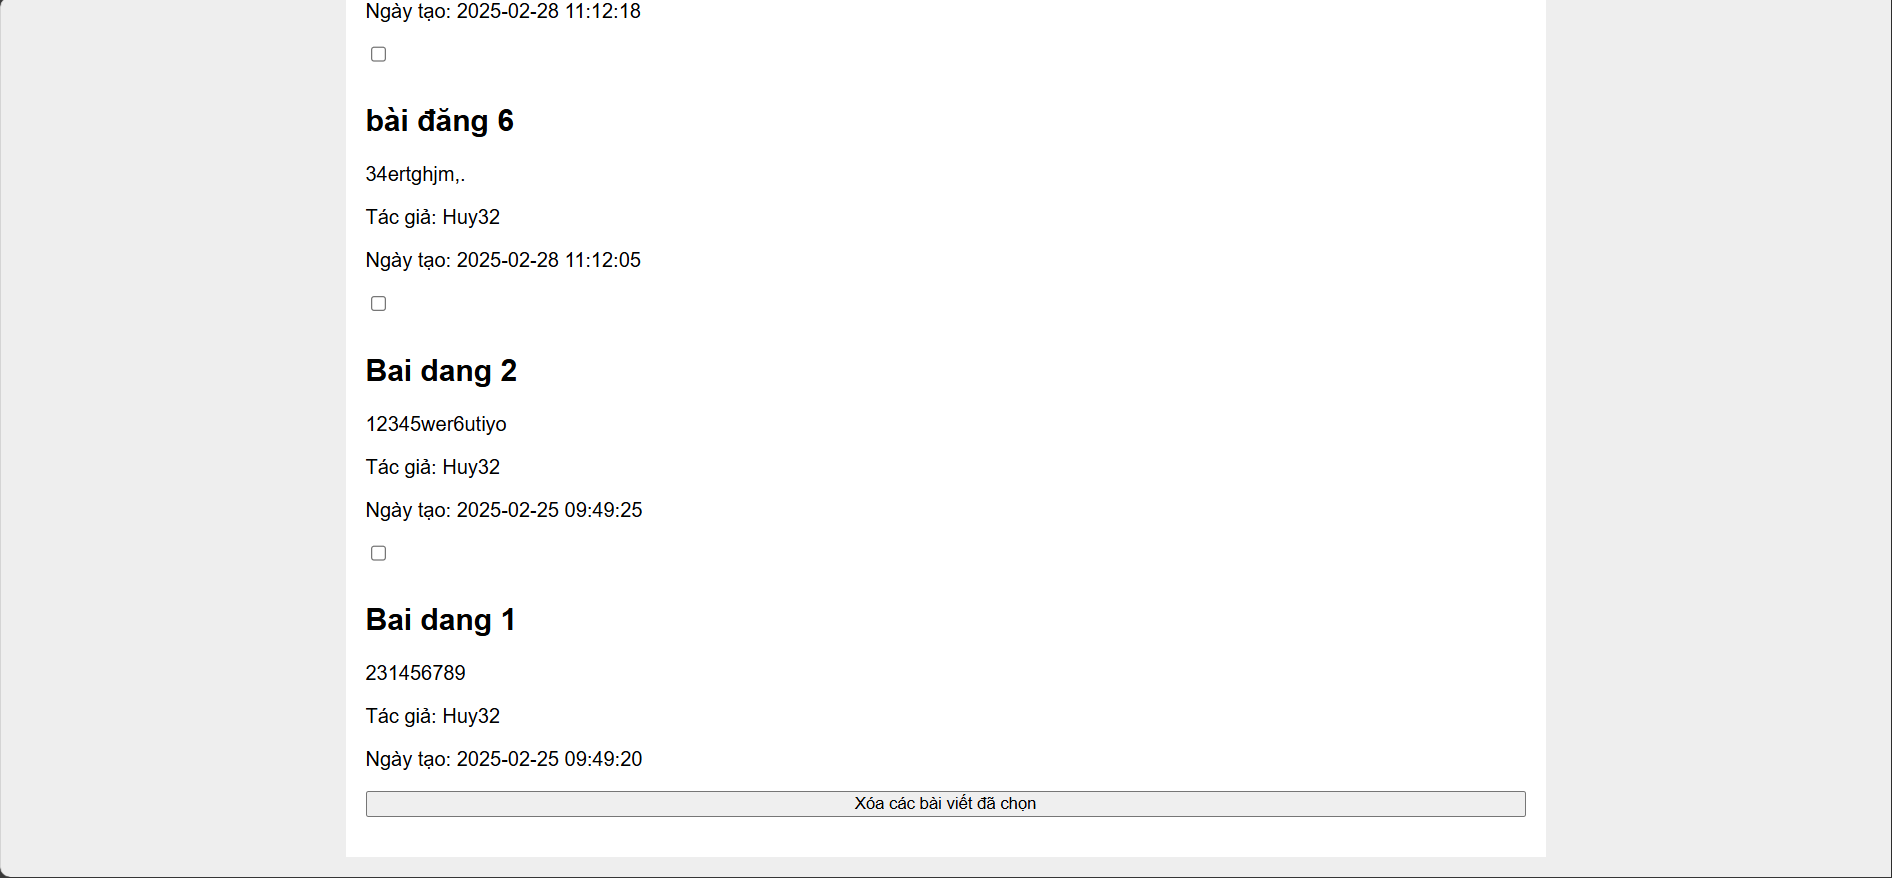 Ngày tạo: 2025-02-28 11:12:18
bài đăng 6
34ertghjm,.
Tác giả: Huy32
Ngày tạo: 2025-02-28 11:12:05
Bai dang 2
12345wer6utiyo
Tác giả: Huy32
Ngày tạo: 2025-02-25 09:49:25
Bai dang 1
231456789
Tác giả: Huy32
Ngày tạo: 2025-02-25 09:49:20
Xóa các bài viết đã chọn